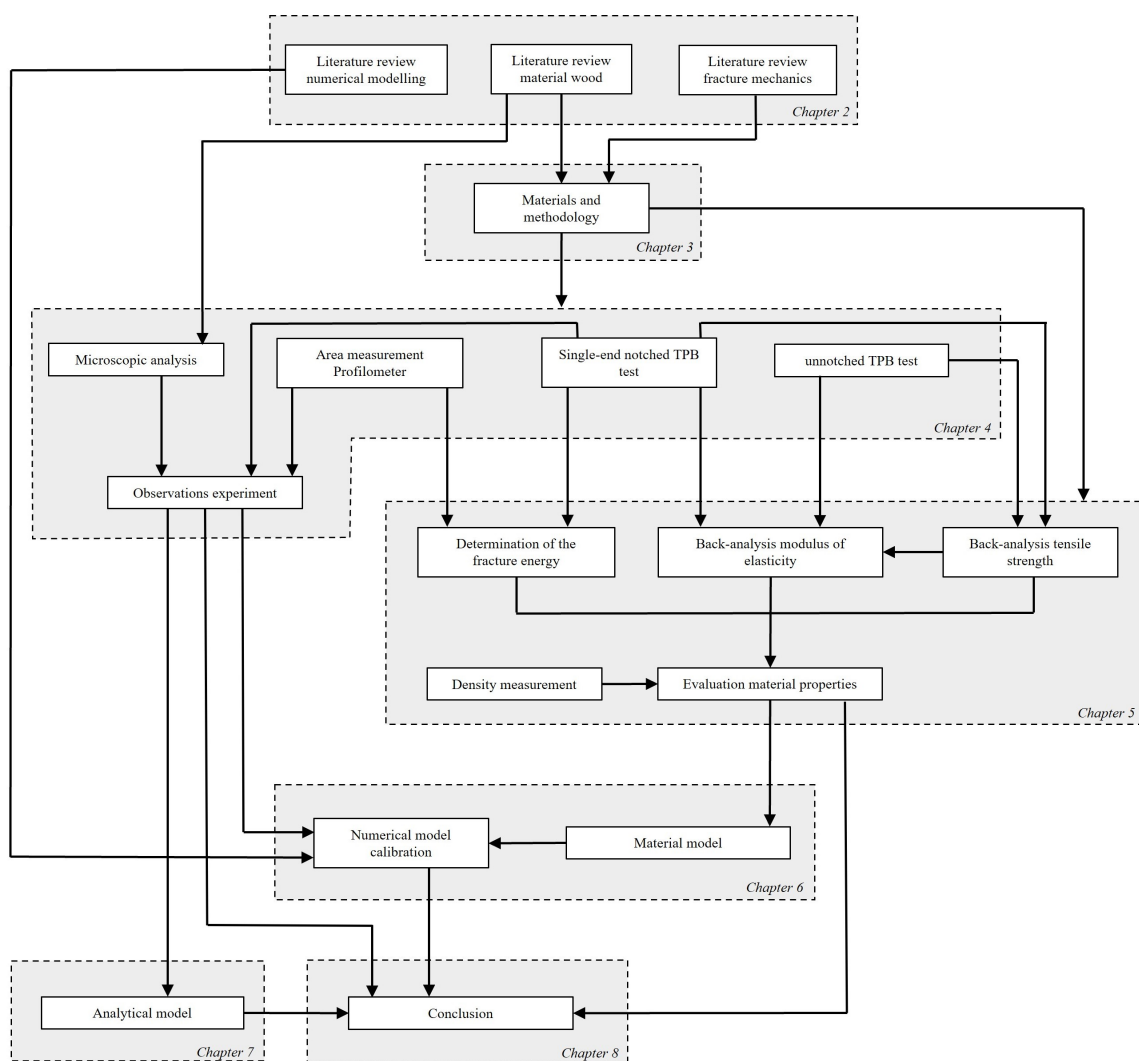 Literature review
numerical modelling
Literature review
material wood
Literature review
fracture mechanics
Chapter 2
Materials and
methodology
Chapter 3
Microscopic analysis
Area measurement
Profilometer
Single-end notched TPB
test
unnotched TPB test
Chapter 4
Observations experiment
Determination of the
fracture energy
Back-analysis modulus of
elasticity
Back-analysis tensile
strength
Density measurement
Evaluation material properties
Chapter 5
Numerical model
calibration
Material model
Chapter 6
Analytical model
Chapter 7
Conclusion
Chapter 8